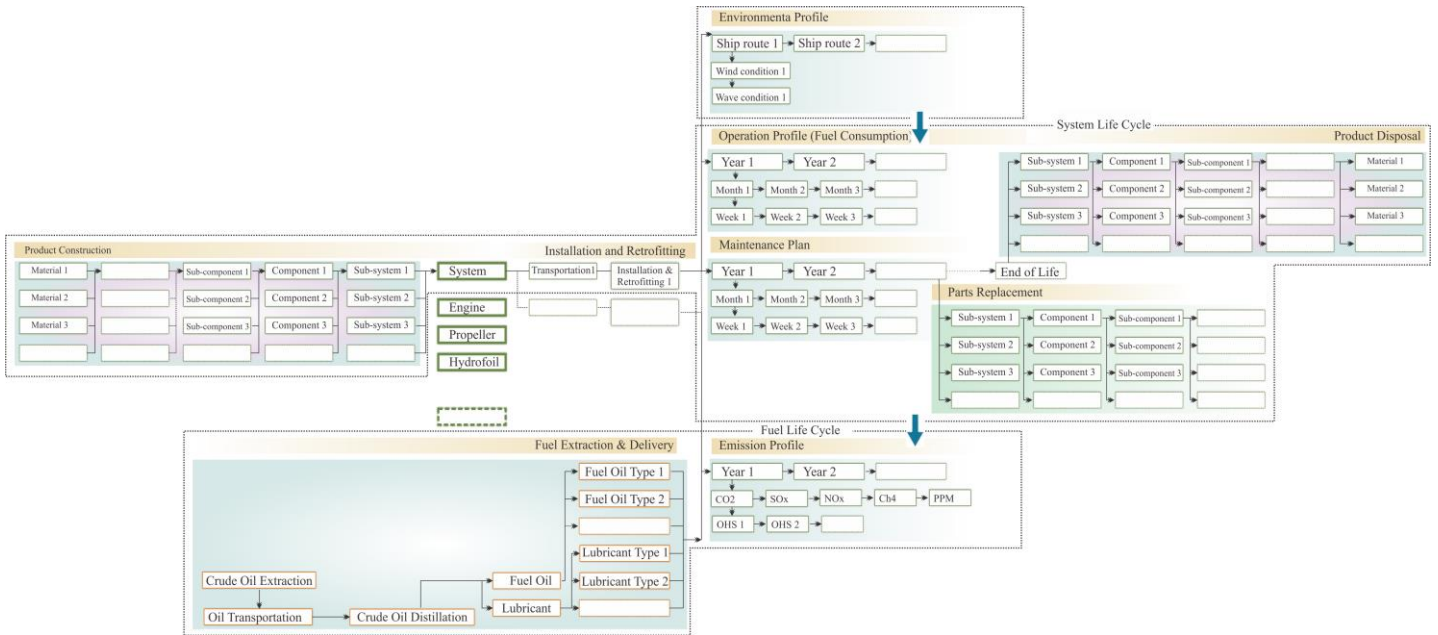 Environmenta Profile
Ship route 1
Ship route 2
Wind condition 1
Wave condition 1
System Life Cycle
Operation Profile (Fuel Consumption)
Product Disposal
Year 1
Year 2
Month 1
Month 2
Month 3
Week 1
Week 2
Week 3
Sub-system 1
Component 1
Sub-component 1
Material 1
Sub-system 2
Component 2
Sub-component 2
Material 2
Sub-system 3
Component 3
Sub-component 3
Material 3
Product Construction
Installation and Retrofitting
Maintenance Plan
Material 1
Sub-component 1
Component 1
Sub-system 1
System
Transportation1
Installation &
Retrofitting 1
Year 1
Year 2
End of Life
Material 2
Sub-component 2
Component 2
Sub-system 2
Engine
Month 1
Month 2
Month 3
Material 3
Sub-component 3
Component 3
Sub-system 3
Propeller
Week 1
Week 2
Week 3
Hydrofoil
Parts Replacement
Sub-system 1
Component 1
Sub-component 1
Sub-system 2
Component 2
Sub-component 2
Sub-system 3
Component 3
Sub-component 3
Fuel Life Cycle
Fuel Extraction & Delivery
Emission Profile
Fuel Oil Type 1
Year 1
Year 2
Fuel Oil Type 2
CO2
SOx
NOx
Ch4
PPM
OHS 1
OHS 2
Lubricant Type 1
Crude Oil Extraction
Fuel Oil
Lubricant Type 2
Oil Transportation
Crude Oil Distillation
Lubricant